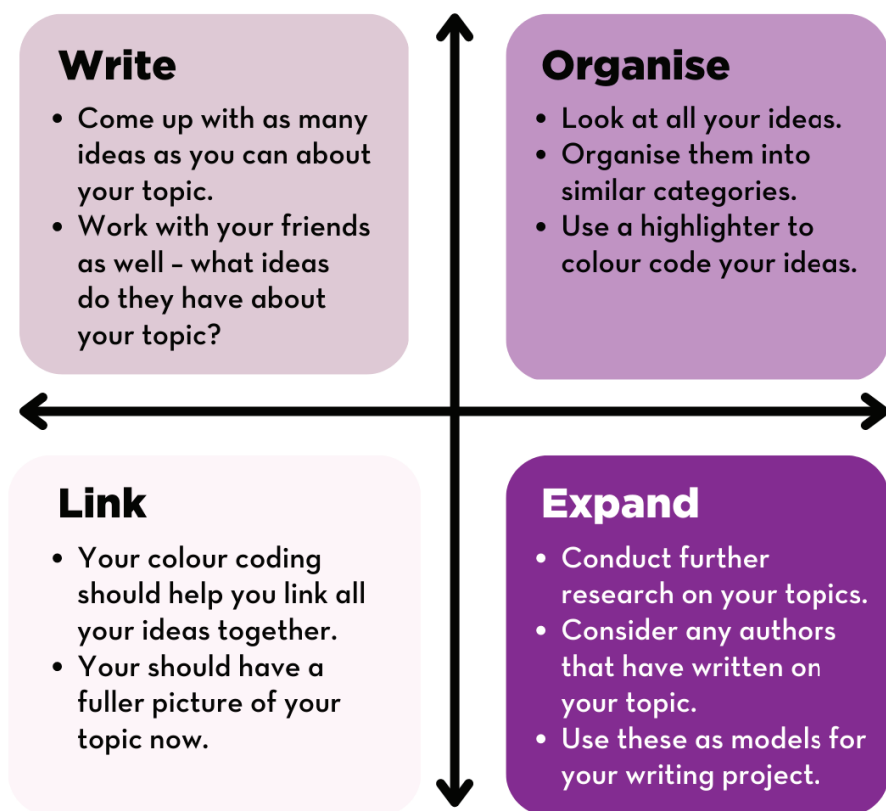 Write
• Come up with as many
ideas as you can about
your topic.
• Work with your friends
as well – what ideas
do they have about
your topic?
Organise
• Look at all your ideas.
• Organise them into
similar categories.
• Use a highlighter to
colour code your ideas.
Link
• Your colour coding
should help you link all
your ideas together.
• Your should have a
fuller picture of your
topic now.
Expand
• Conduct further
research on your topics.
• Consider any authors
that have written on
your topic.
• Use these as models for
your writing project.